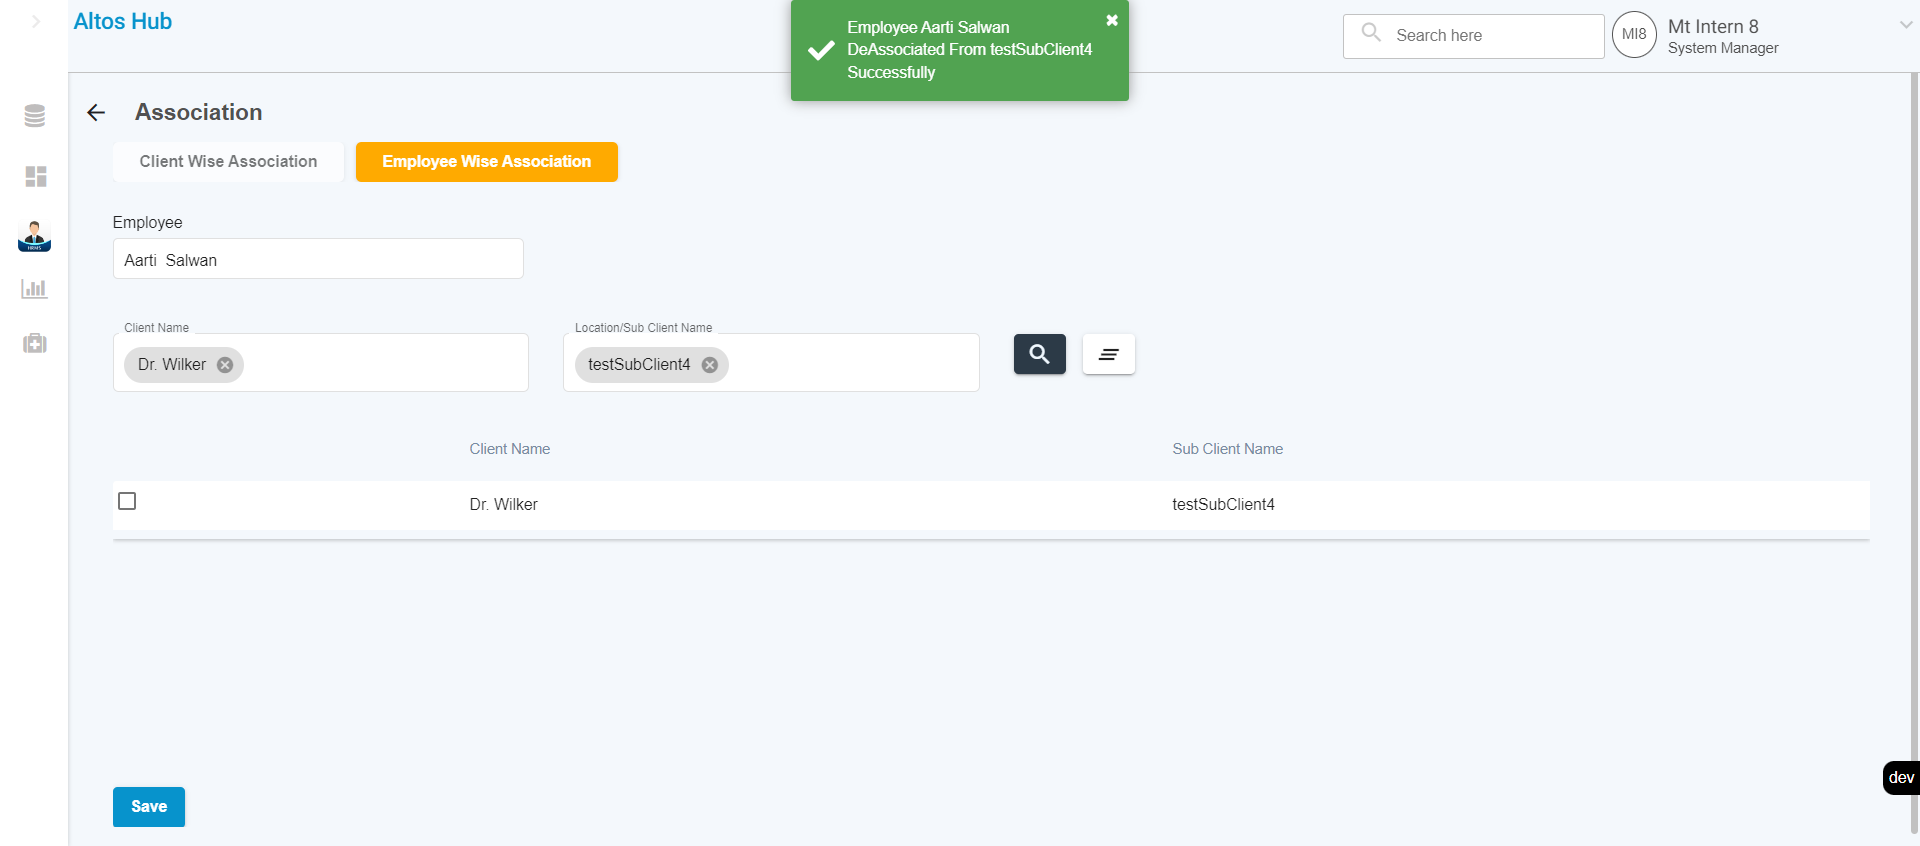 Altos Hub
Employee Aarti Salwan
DeAssociated From testSubClient4
Successfully
Search here
MI8
Mt Intern 8
System Manager
Association
Client Wise Association
Employee Wise Association
HRMS
Employee
Aarti  Salwan
Client Name
Dr. Wilker
Location/Sub Client Name
testSubClient4
Client Name
Sub Client Name
Dr. Wilker
testSubClient4
dev
Save